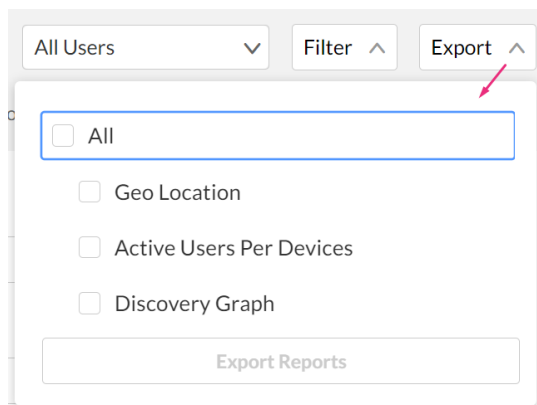 All Users Filter Export
All
Geo Location
Active Users Per Devices
Discovery Graph
Export Reports